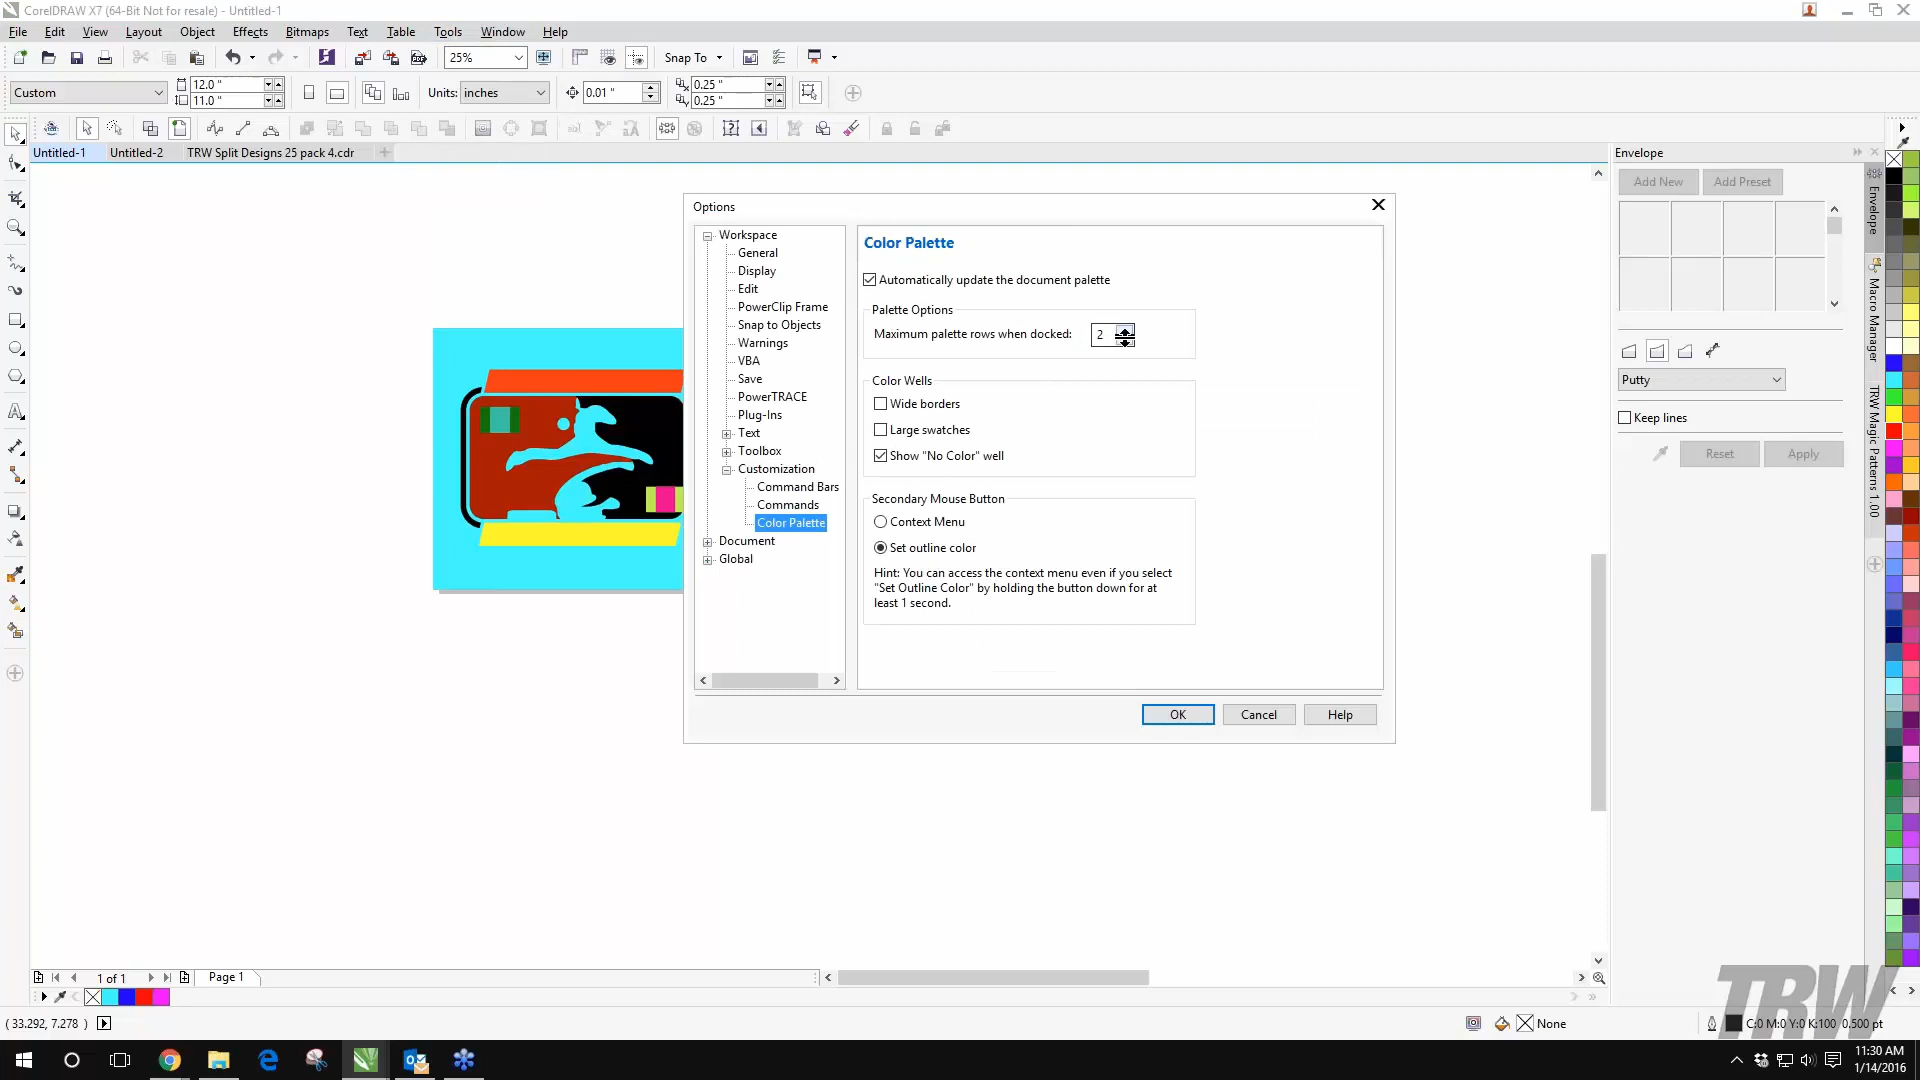 CorelDRAW X7 (64-Bit Not for resale) - Untitled-1
File Edit View Layout Object Effects Bitmaps Text Table Tools Window Help
25% Snap To
Custom 12.0 " 11.0 " Units: inches 0.01 " 0.25 " 0.25 "
Untitled-1 Untitled-2 TRW Split Designs 25 pack 4.cdr
Envelope
Add New Add Preset
Putty
Keep lines
Reset Apply
Envelope
Macro Manager
TRW Magic Patterns 1.00
Options
Workspace
General
Display
Edit
PowerClip Frame
Snap to Objects
Warnings
VBA
Save
PowerTRACE
Plug-Ins
Text
Toolbox
Customization
Command Bars
Commands
Color Palette
Document
Global
Color Palette
Automatically update the document palette
Palette Options
Maximum palette rows when docked: 2
Color Wells
Wide borders
Large swatches
Show "No Color" well
Secondary Mouse Button
Context Menu
Set outline color
Hint: You can access the context menu even if you select
"Set Outline Color" by holding the button down for at
least 1 second.
OK Cancel Help
1 of 1 Page 1
( 33.292, 7.278 )
None
C:0 M:0 Y:0 K:100 0.500 pt
TRW
11:30 AM
1/14/2016